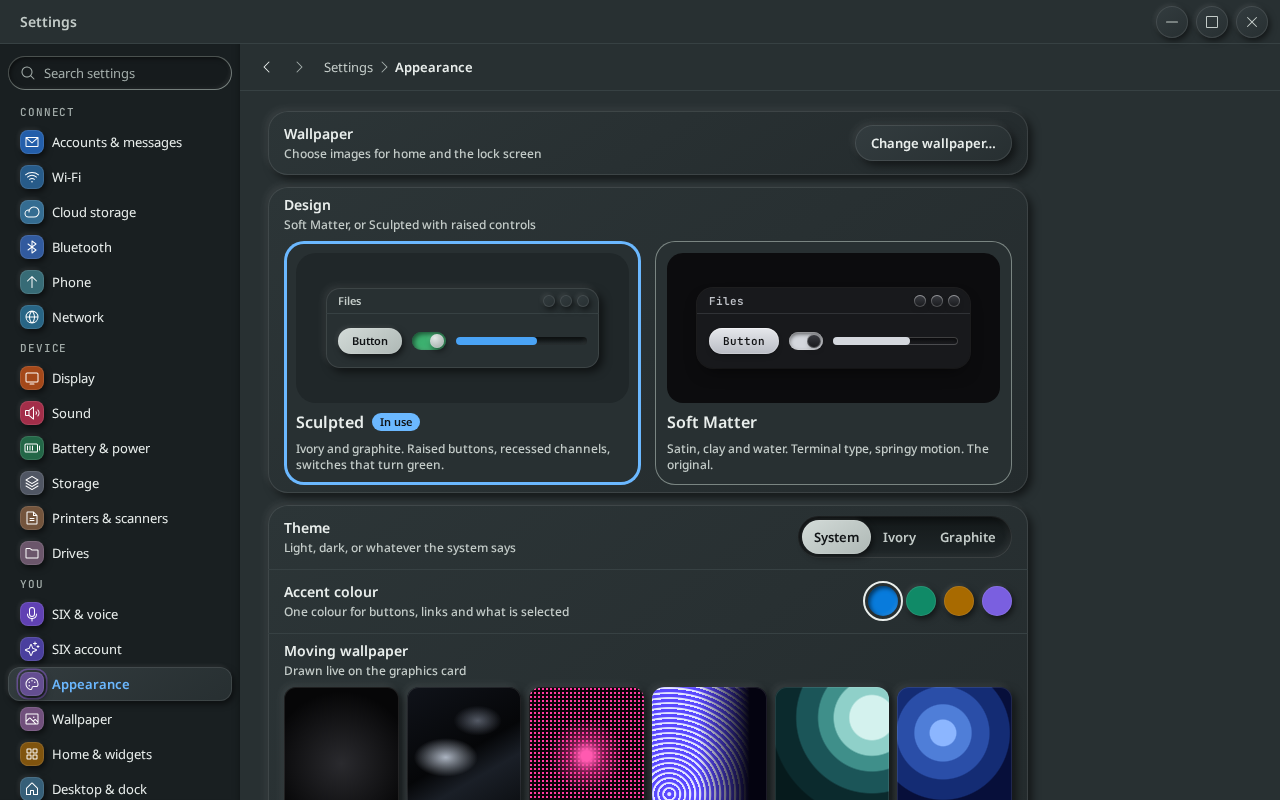 Settings
Search settings
Settings
Appearance
CONNECT
Accounts & messages
Wi-Fi
Cloud storage
Bluetooth
Phone
Network
DEVICE
Display
Sound
Battery & power
Storage
Printers & scanners
Drives
YOU
SIX & voice
SIX account
Appearance
Wallpaper
Home & widgets
Desktop & dock
Wallpaper
Choose images for home and the lock screen
Change wallpaper...
Design
Soft Matter, or Sculpted with raised controls
Files
Button
Sculpted
In use
Ivory and graphite. Raised buttons, recessed channels,
switches that turn green.
Files
Button
Soft Matter
Satin, clay and water. Terminal type, springy motion. The
original.
Theme
Light, dark, or whatever the system says
System
Ivory
Graphite
Accent colour
One colour for buttons, links and what is selected
Moving wallpaper
Drawn live on the graphics card